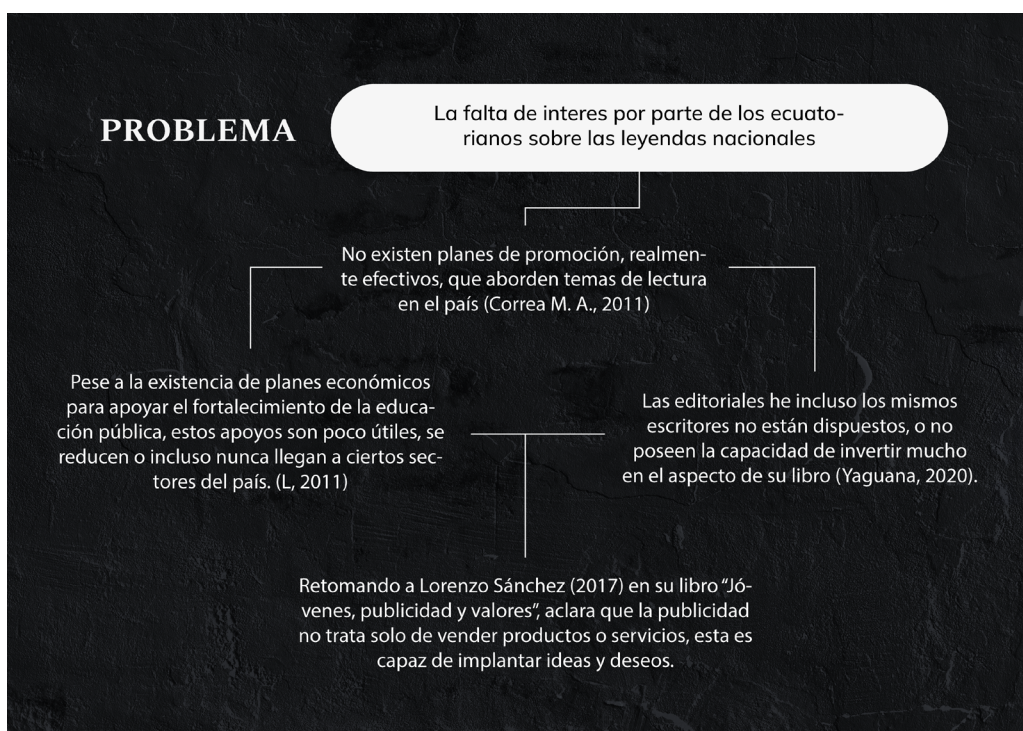 PROBLEMA
La falta de interes por parte de los ecuato-
rianos sobre las leyendas nacionales
No existen planes de promoción, realmen-
te efectivos, que aborden temas de lectura
en el país (Correa M. A., 2011)
Pese a la existencia de planes económicos
para apoyar el fortalecimiento de la educa-
ción pública, estos apoyos son poco útiles, se
reducen o incluso nunca llegan a ciertos sec-
tores del país. (L, 2011)
Las editoriales he incluso los mismos
escritores no están dispuestos, o no
poseen la capacidad de invertir mucho
en el aspecto de su libro (Yaguana, 2020).
Retomando a Lorenzo Sánchez (2017) en su libro “Jó-
venes, publicidad y valores”, aclara que la publicidad
no trata solo de vender productos o servicios, esta es
capaz de implantar ideas y deseos.